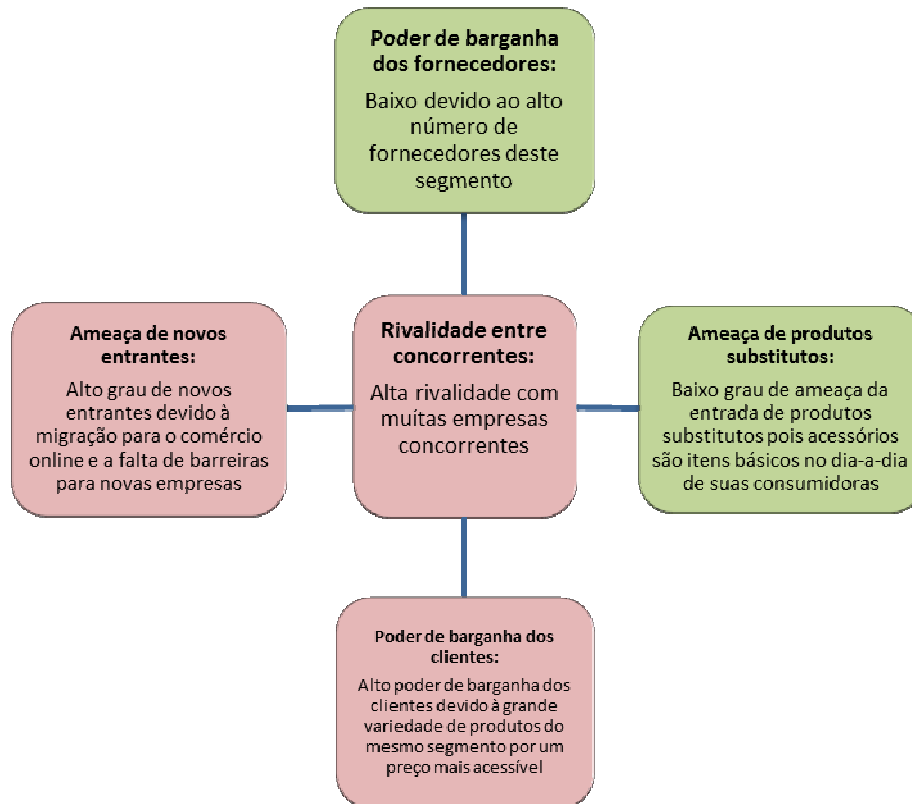 Poder de barganha
dos fornecedores:
Baixo devido ao alto
número de
fornecedores deste
segmento
Ameaça de novos
entrantes:
Alto grau de novos
entrantes devido à
migração para o comércio
online e a falta de barreiras
para novas empresas
Rivalidade entre
concorrentes:
Alta rivalidade com
muítas empresas
concorrentes
Ameaça de produtos
substitutos:
Baixo grau de ameaça da
entrada de produtos
substitutos pois acessórios
são itens básicos no dia-a-dia
de suas consumidoras
Poder de barganha dos
clientes:
Alto poder de barganha dos
clientes devido à grande
variedade de produtos do
mesmo segmento por um
preço mais acessível